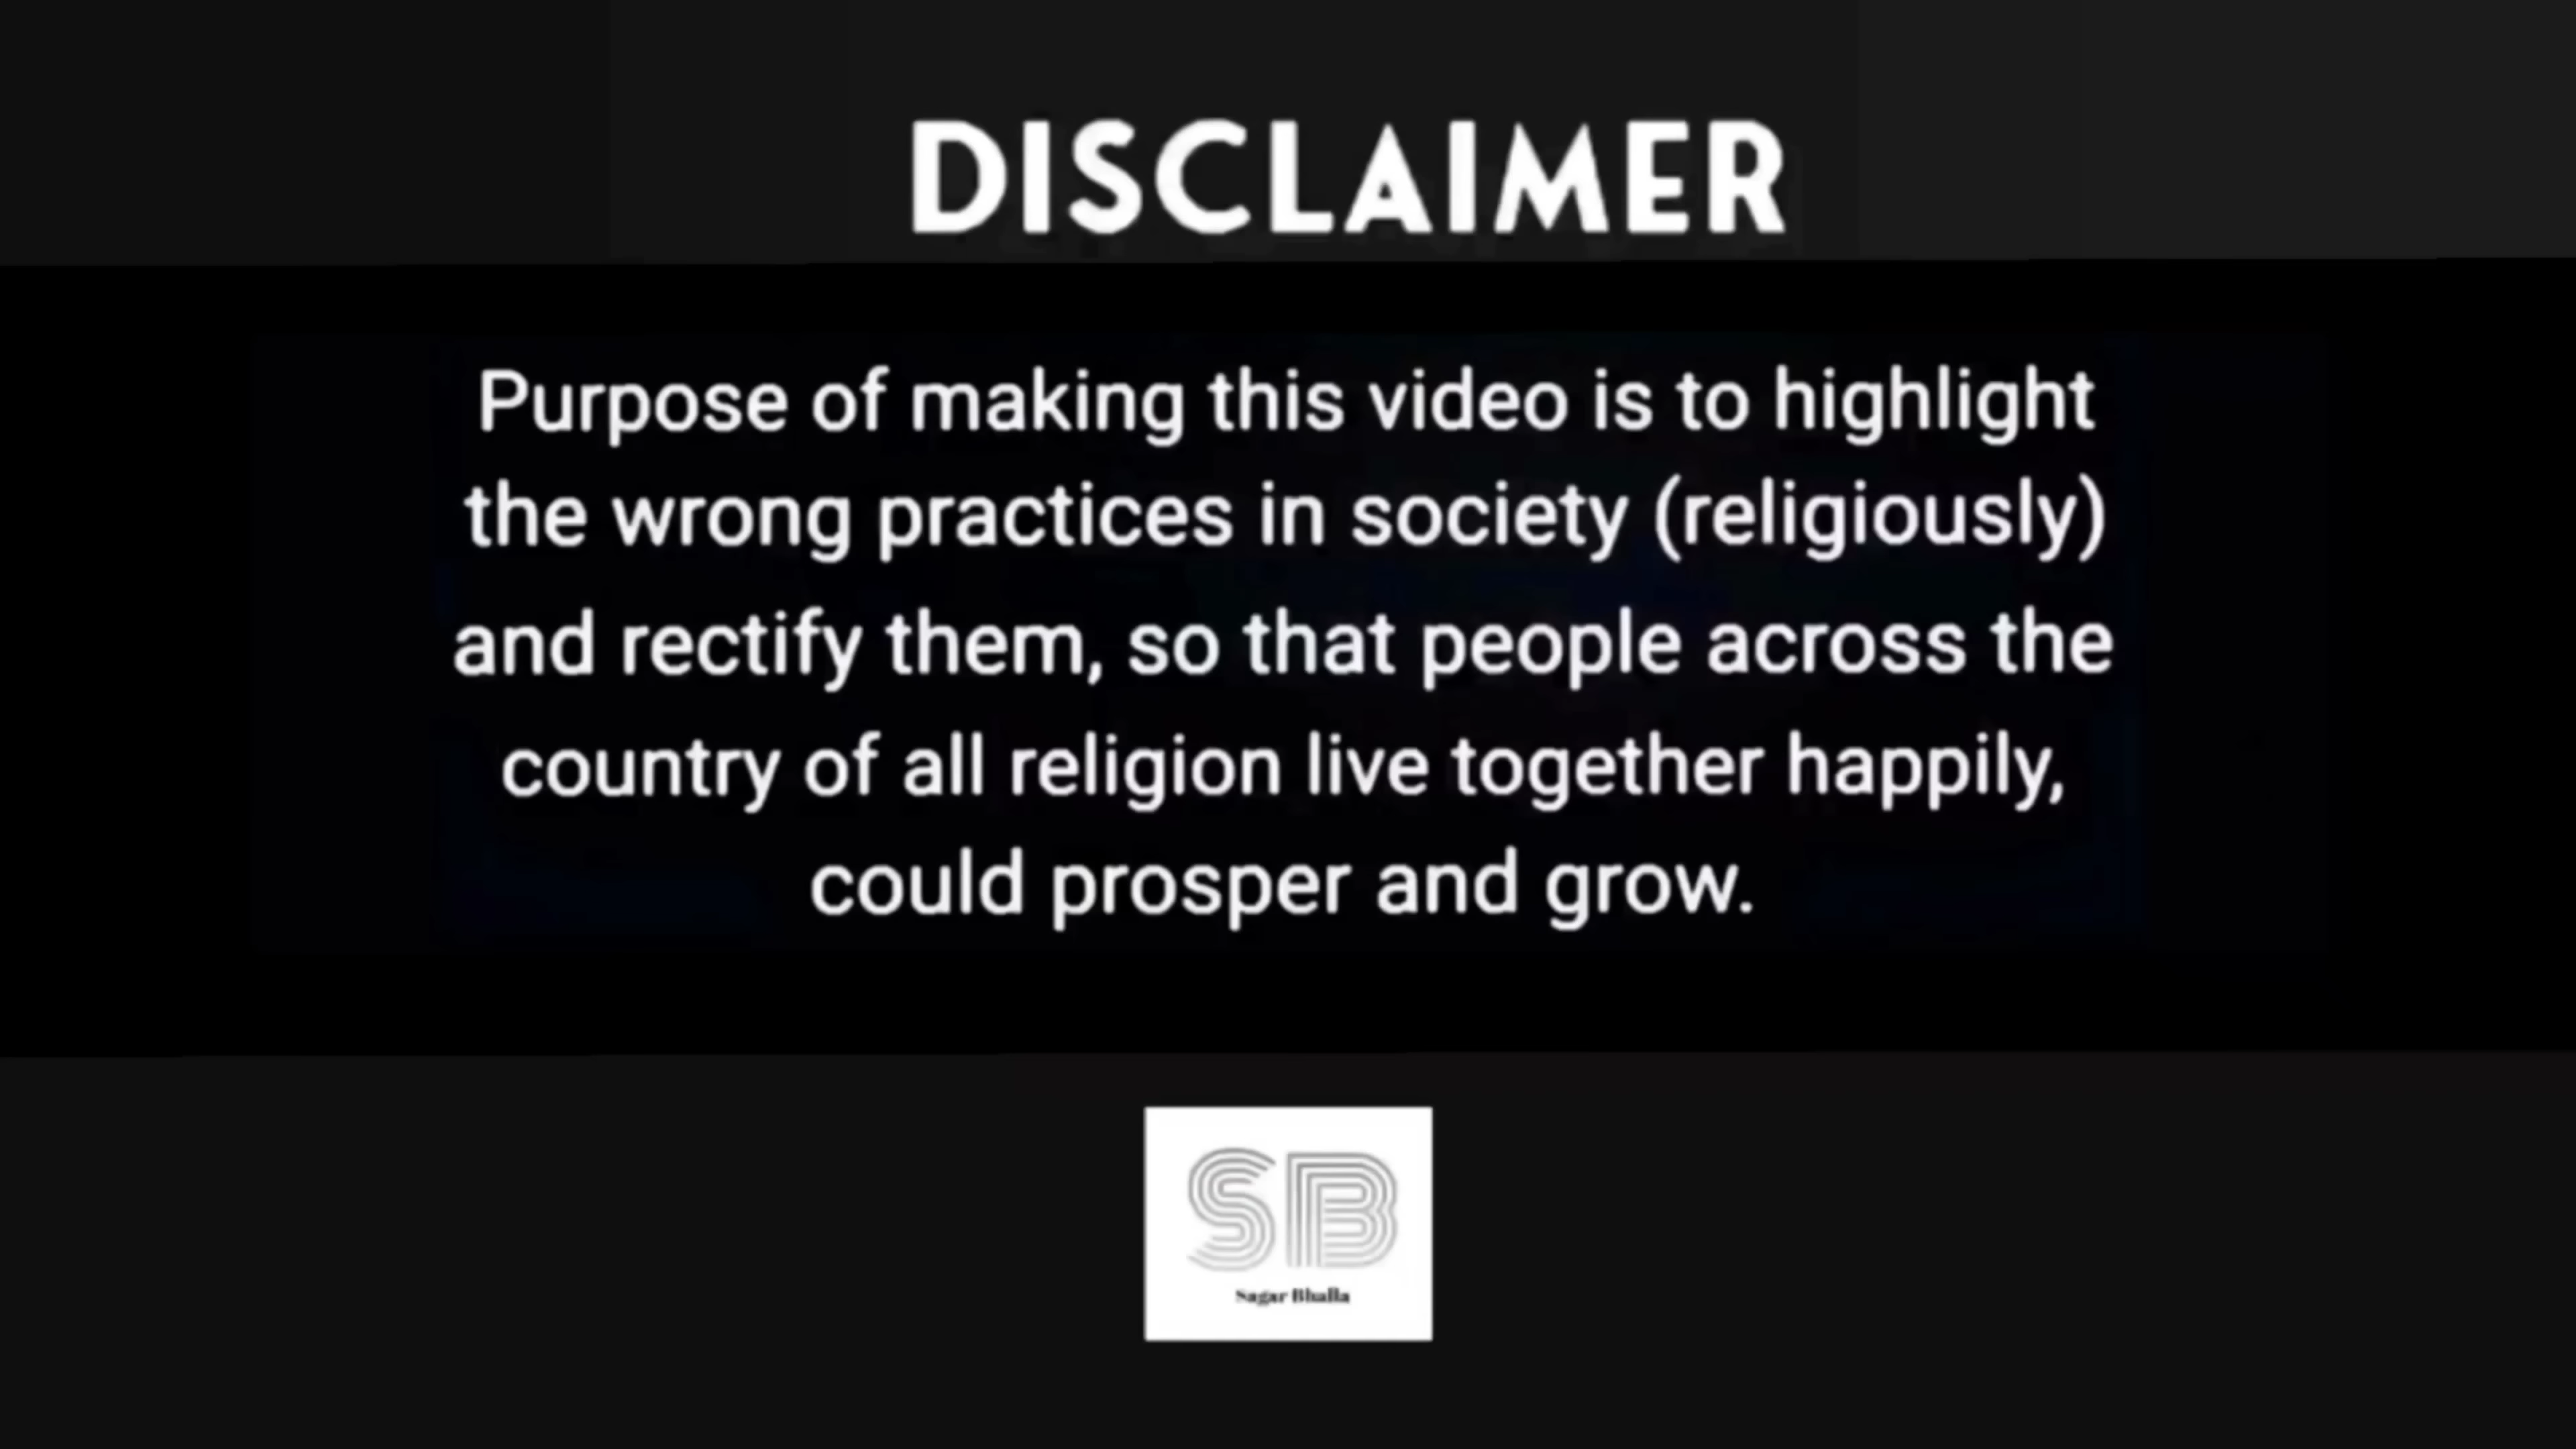 DISCLAIMER
Purpose of making this video is to highlight
the wrong practices in society (religiously)
and rectify them, so that people across the
country of all religion live together happily,
could prosper and grow.
SB
Sagar Bhalla